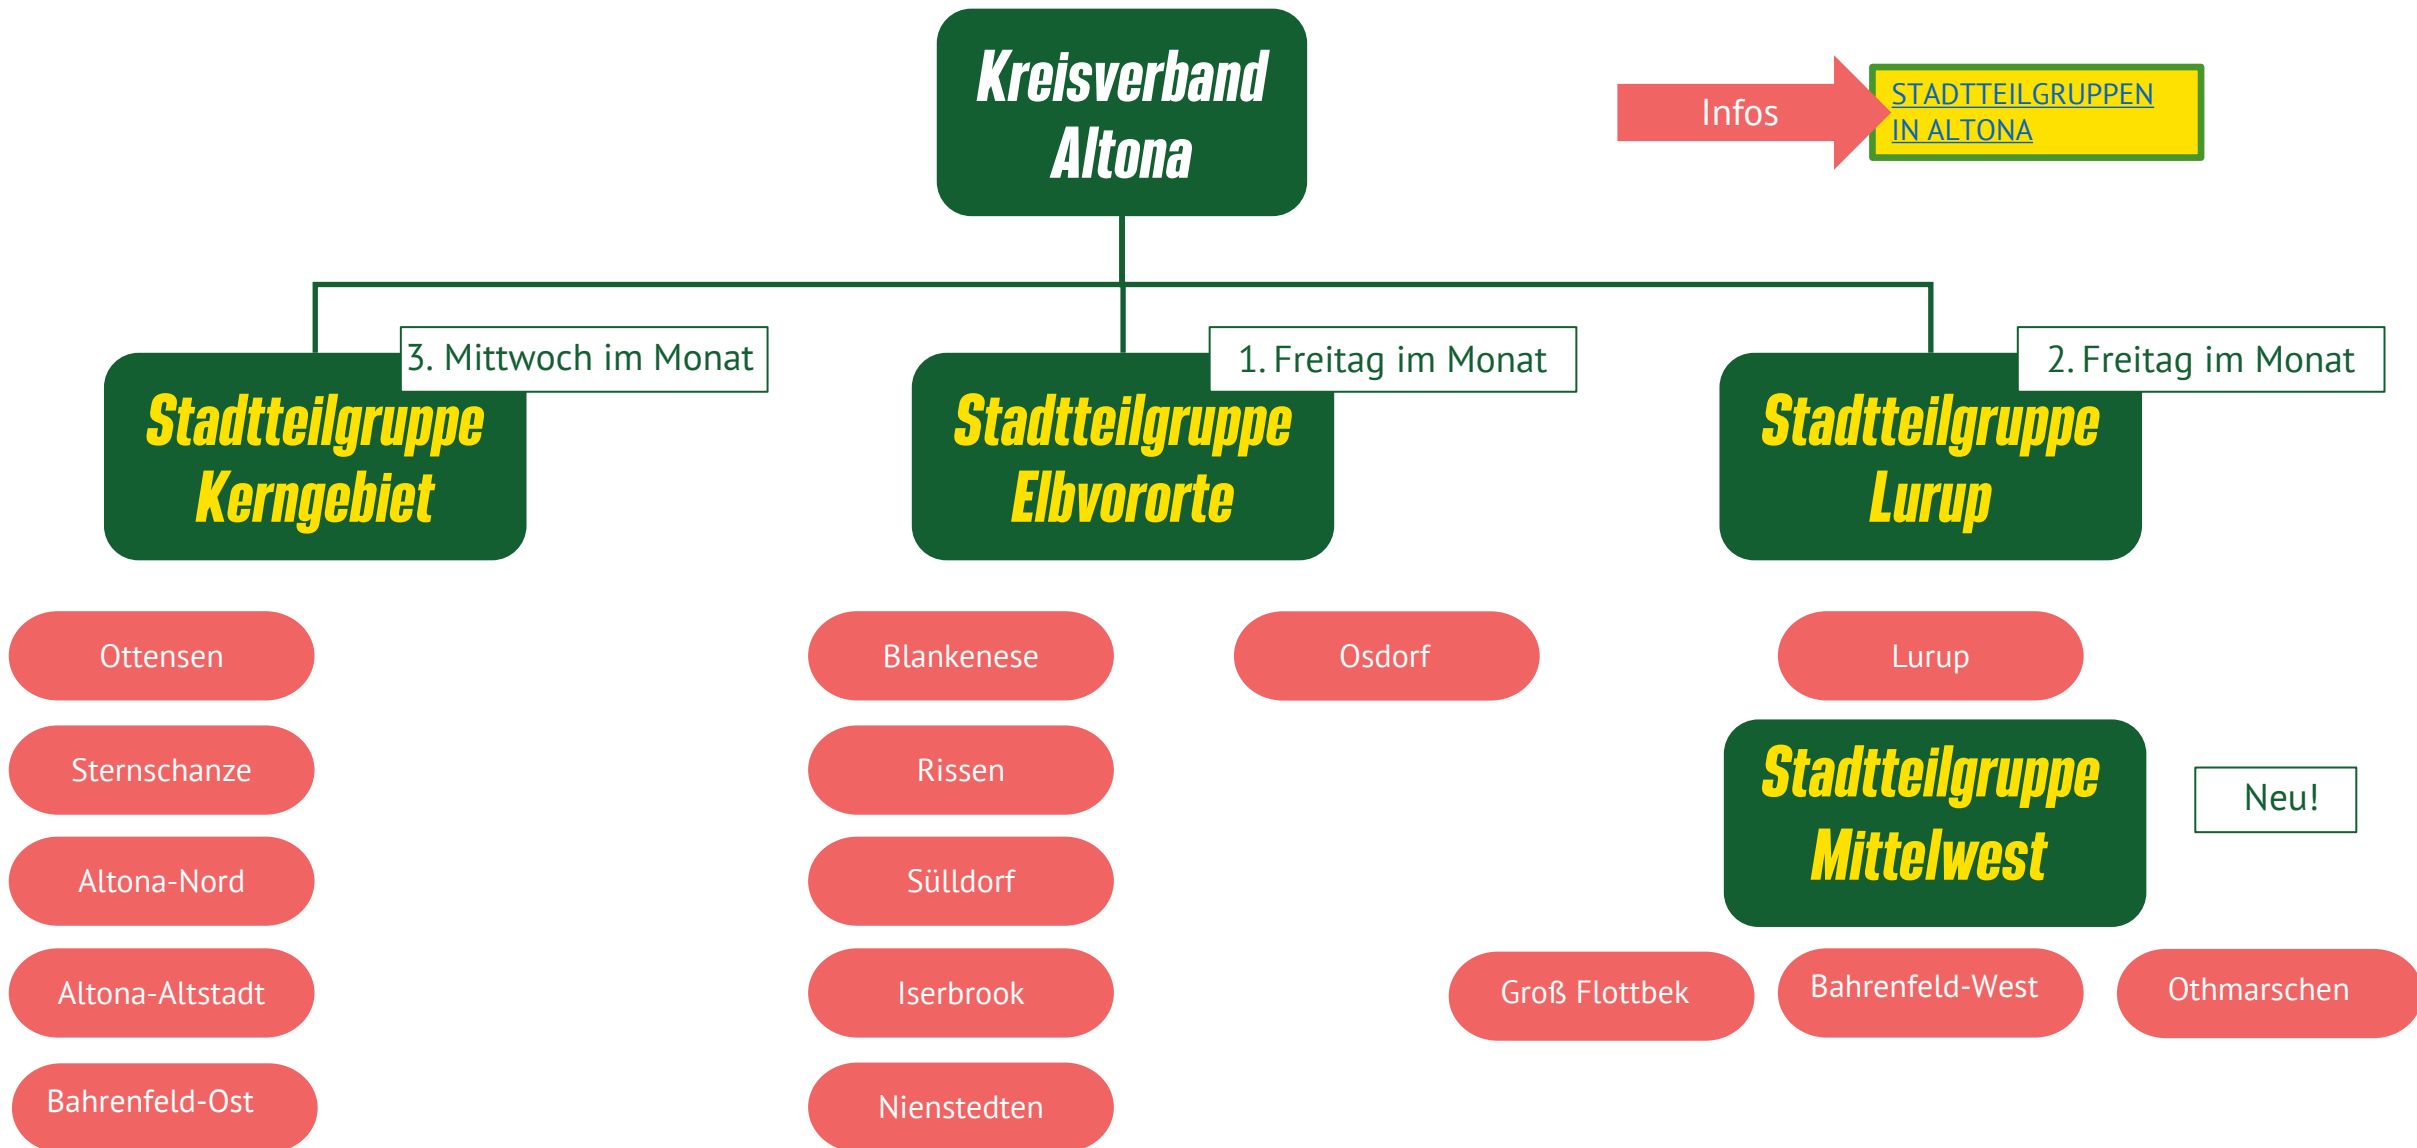 Kreisverband
Altona
Infos
STADTTEILGRUPPEN
IN ALTONA
3. Mittwoch im Monat
Stadtteilgruppe
Kerngebiet
1. Freitag im Monat
Stadtteilgruppe
Elbvororte
2. Freitag im Monat
Stadtteilgruppe
Lurup
Ottensen
Sternschanze
Altona-Nord
Altona-Altstadt
Bahrenfeld-Ost
Blankenese
Rissen
Sülldorf
Iserbrook
Nienstedten
Osdorf
Lurup
Stadtteilgruppe
Mittelwest
Neu!
Groß Flottbek
Bahrenfeld-West
Othmarschen